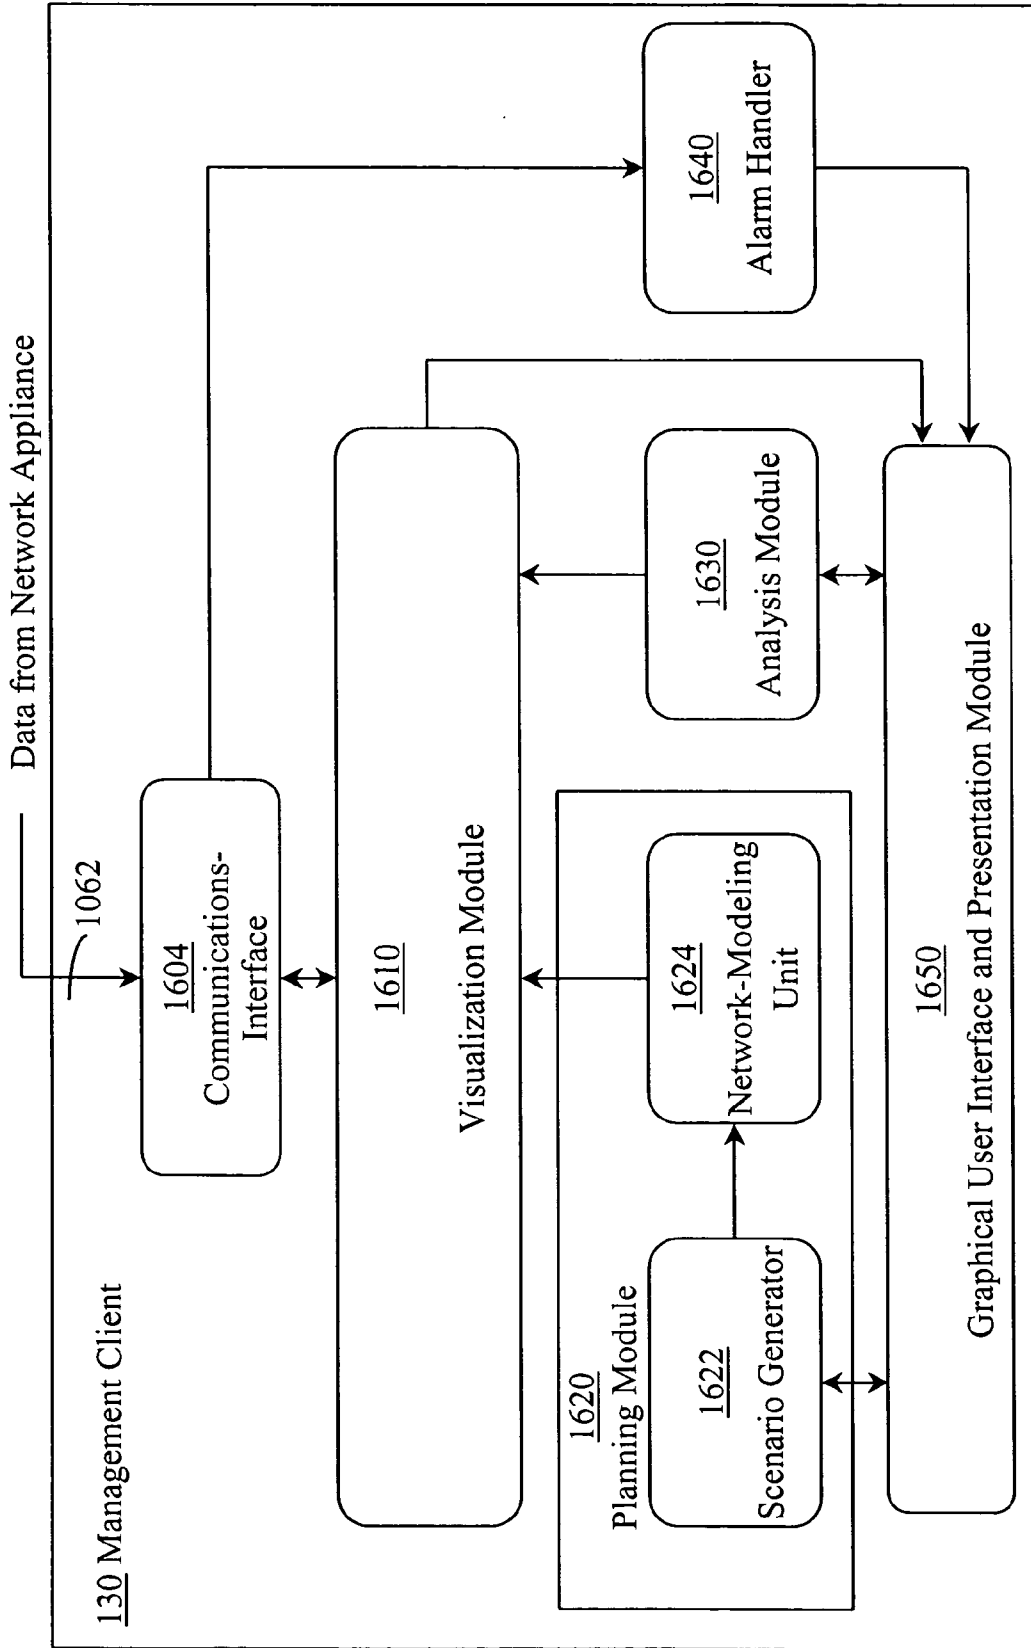 Data from Network Appliance
130 Management Client
1062
1604
Communications-
Interface
1610
Visualization Module
1620
Planning Module
1622
Scenario Generator
1624
Network-Modeling
Unit
1630
Analysis Module
1640
Alarm Handler
1650
Graphical User Interface and Presentation Module